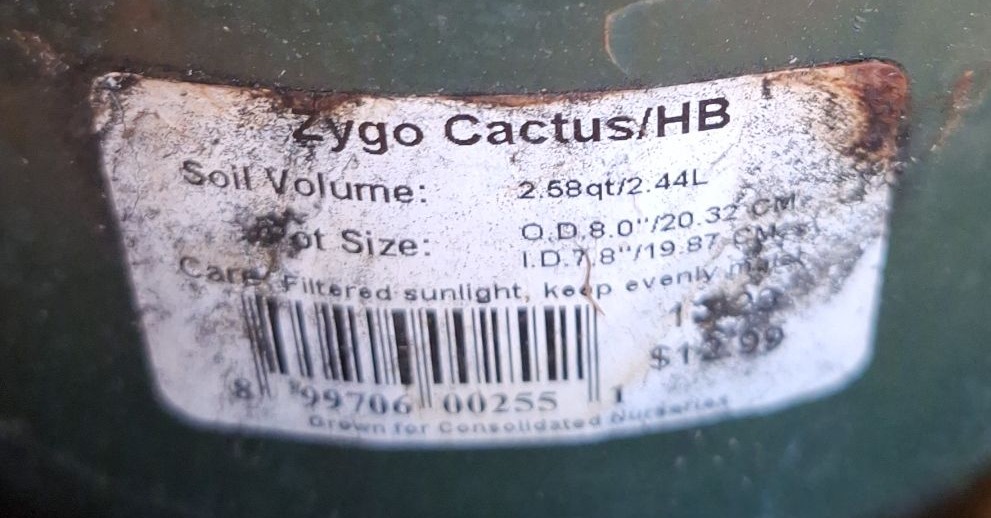 Zygo Cactus/HB
Soil Volume: 2.58qt/2.44L
Pot Size: O.D.8.0"/20.32 CM
I.D.7.8"/19.87 CM
Care: Filtered sunlight, keep evenly moist
$12.99
8 99706 00255 1
Grown for Consolidated Nurseries